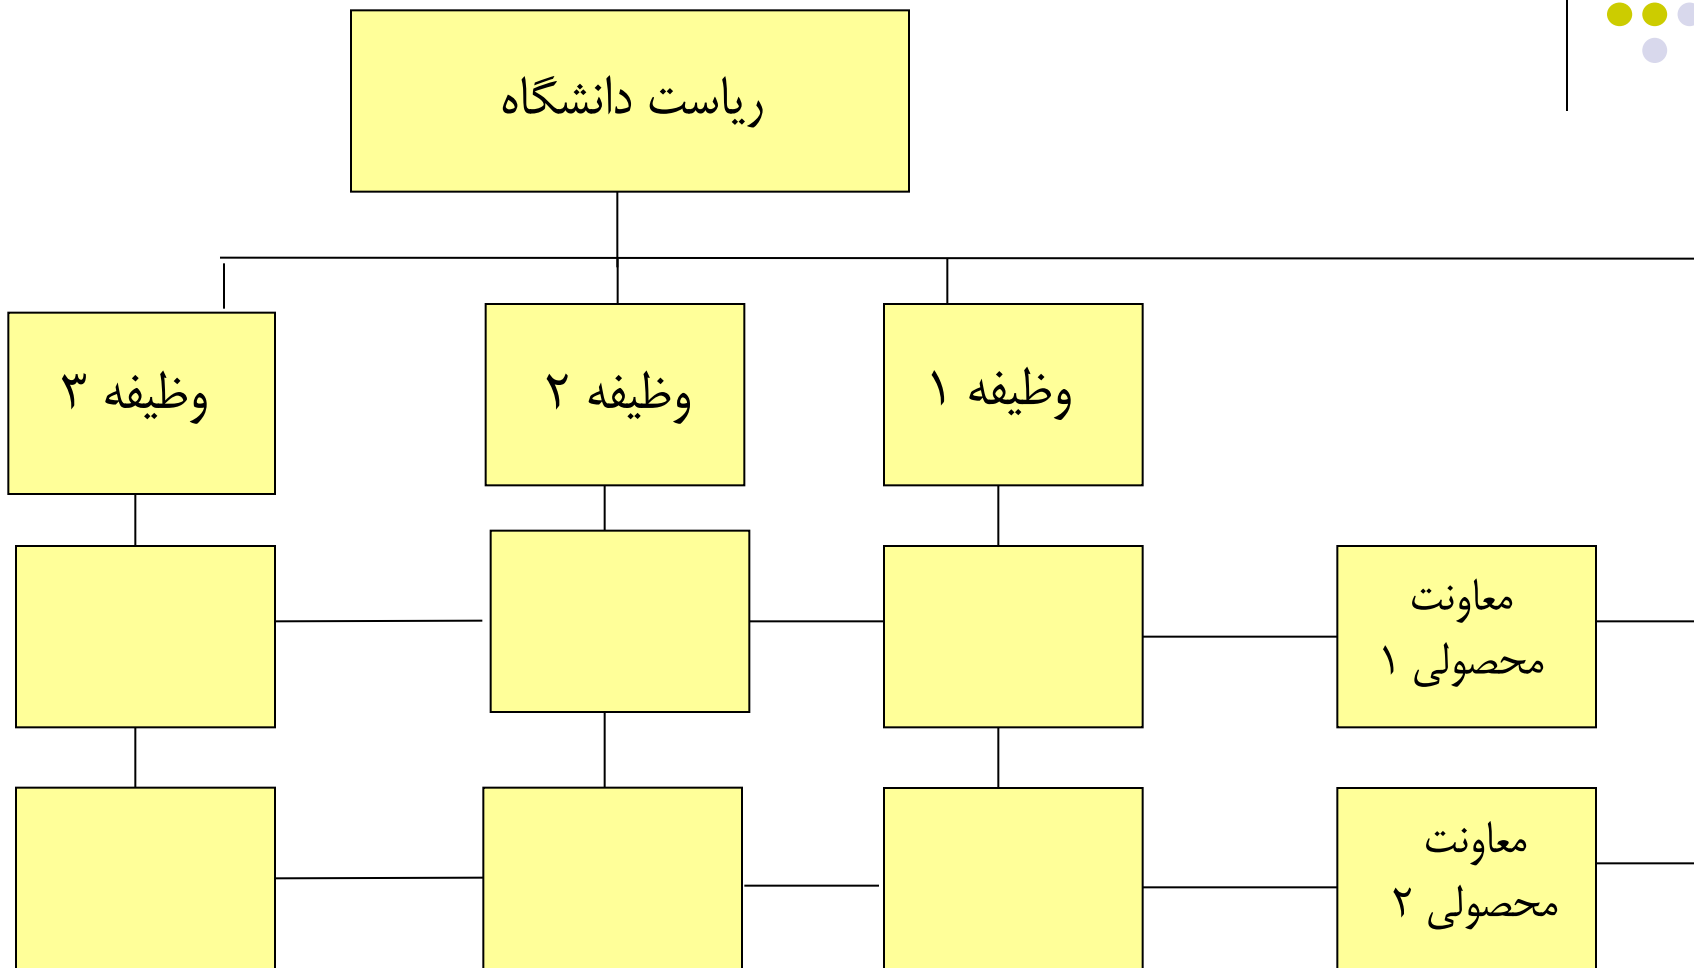 ریاست دانشگاه
وظیفه ۱
وظیفه ۲
وظیفه ۳
معاونت
محصولی ۱
معاونت
محصولی ۲